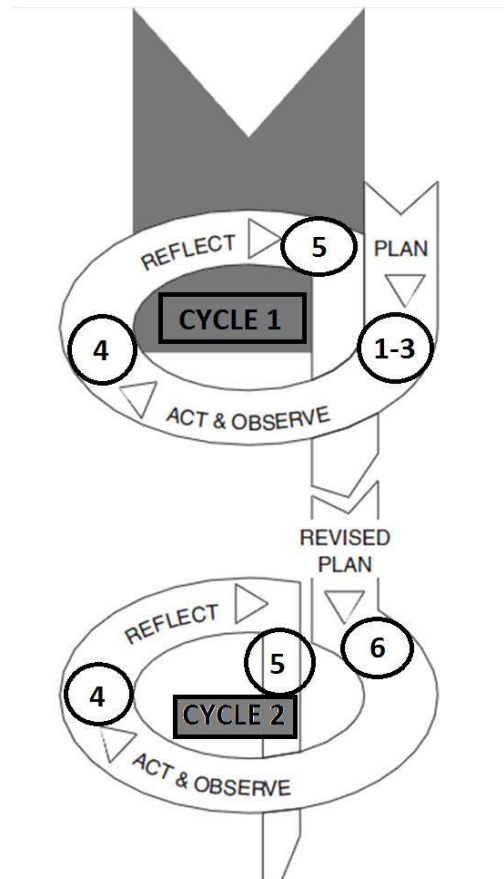 REFLECT
5
PLAN
CYCLE 1
4
1-3
ACT & OBSERVE
REVISED
PLAN
REFLECT
5
6
4
CYCLE 2
ACT & OBSERVE